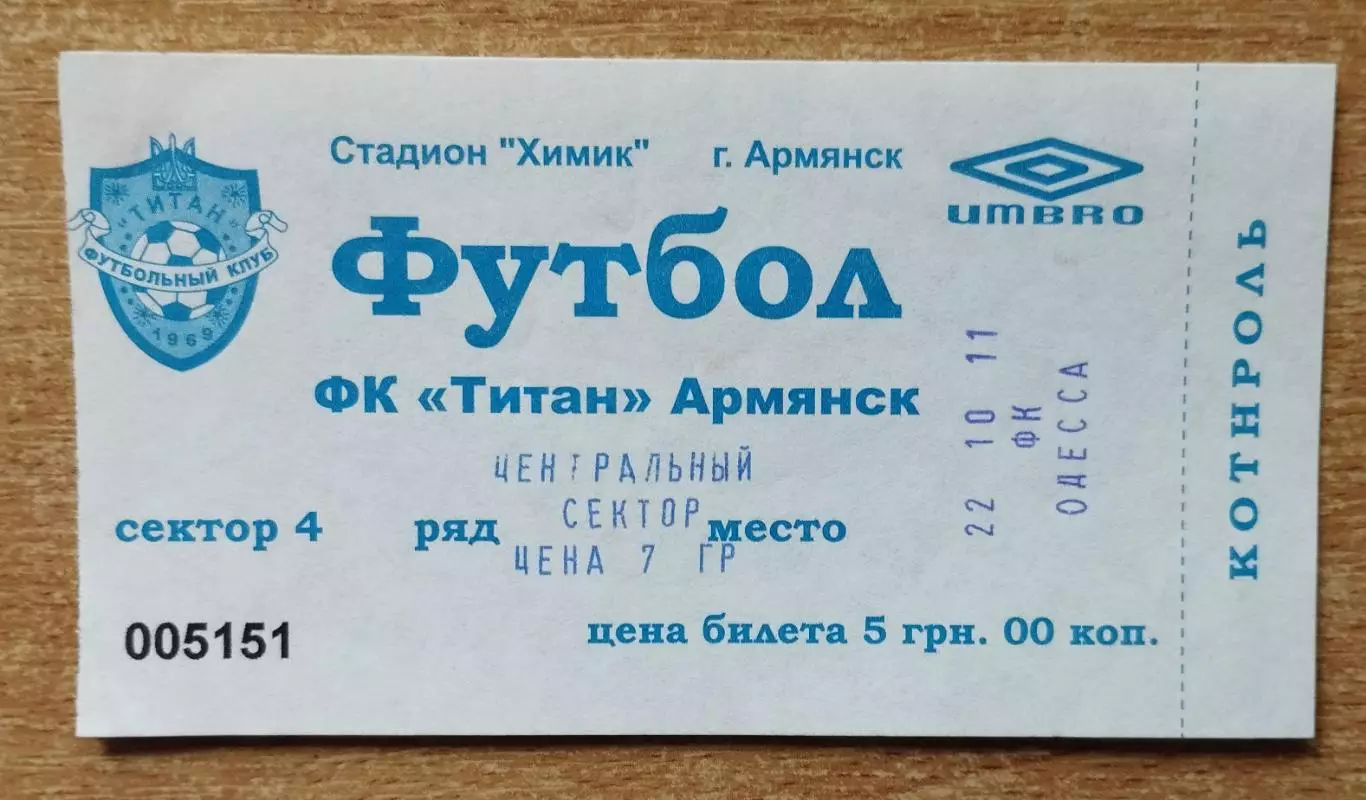 Стадион "Химик" г. Армянск
"ТИТАН"
ФУТБОЛЬНЫЙ КЛУБ
1969
umBRO
Футбол
ФК «Титан» Армянск
ЦЕНТРАЛЬНЫЙ
СЕКТОР
ЦЕНА 7 ГР
сектор 4 ряд место
005151
цена билета 5 грн. 00 коп.
22 10 11
ФК
ОДЕССА
КОТНРОЛЬ